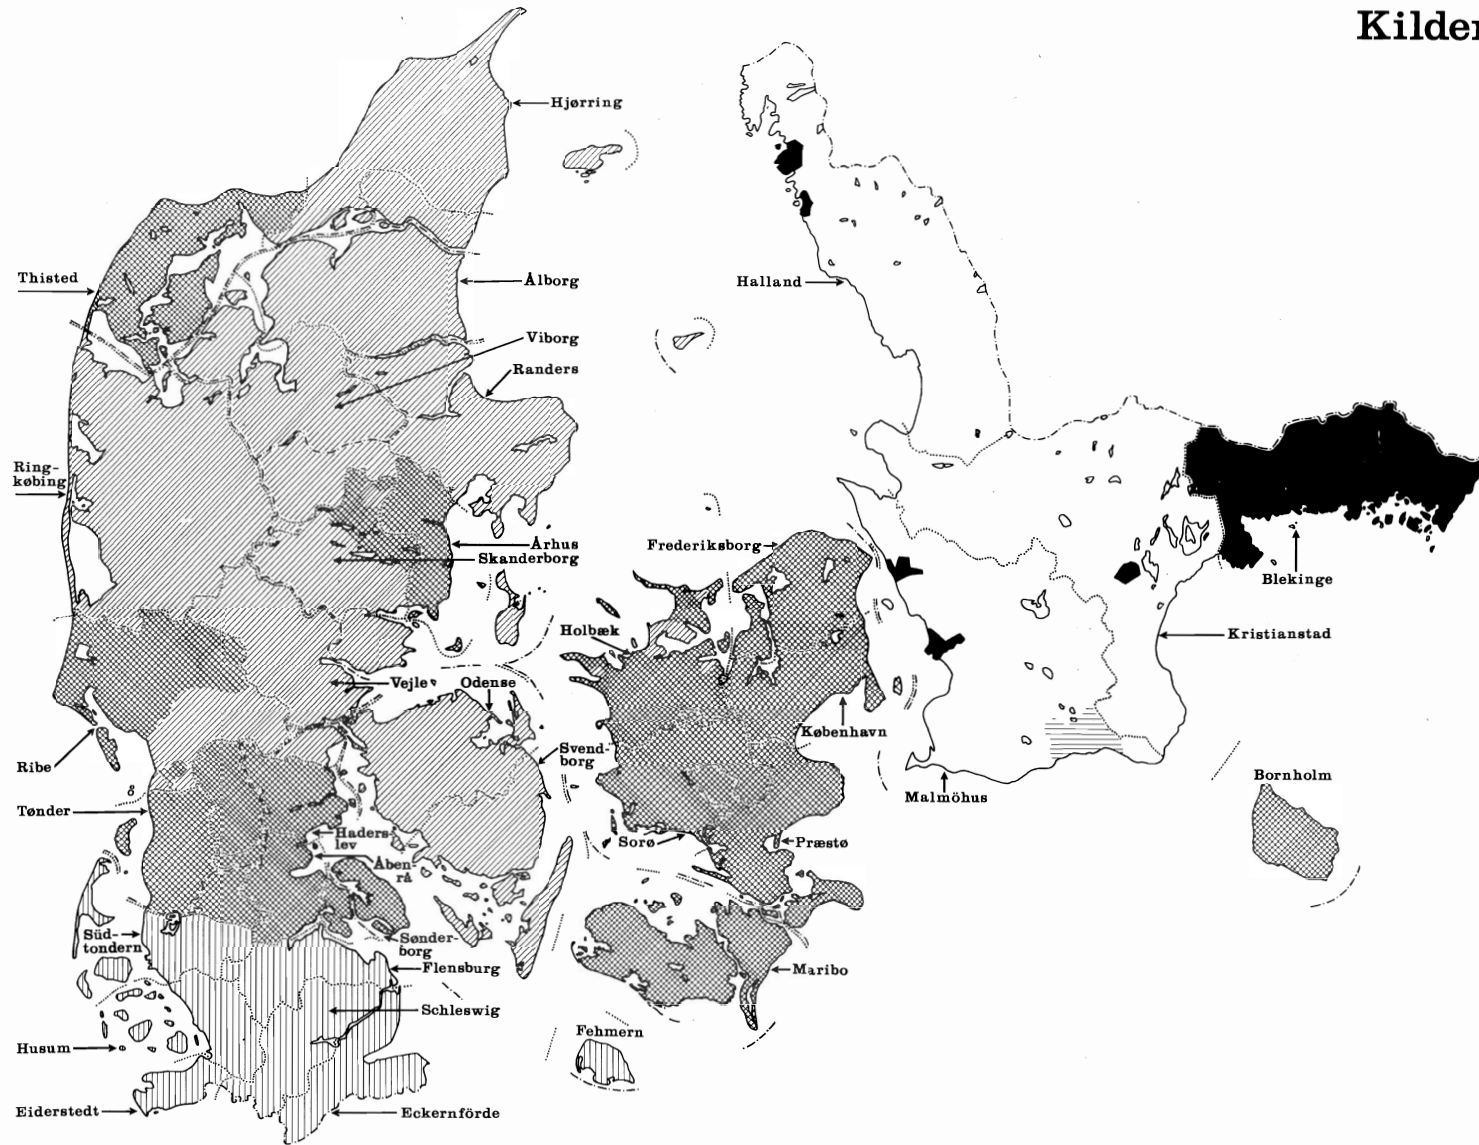 Kilder
Hjørring
Thisted
Ålborg
Halland
Viborg
Randers
Ring-
købing
Århus
Skanderborg
Frederiksborg
Blekinge
Holbæk
Kristianstad
Vejle
Odense
København
Svend-
borg
Ribe
Bornholm
Malmöhus
Tønder
Haders-
lev
Sorø
Præstø
Åben-
rå
Süd-
tondern
Sønder-
borg
Flensburg
Maribo
Schleswig
Fehmern
Husum
Eiderstedt
Eckernförde